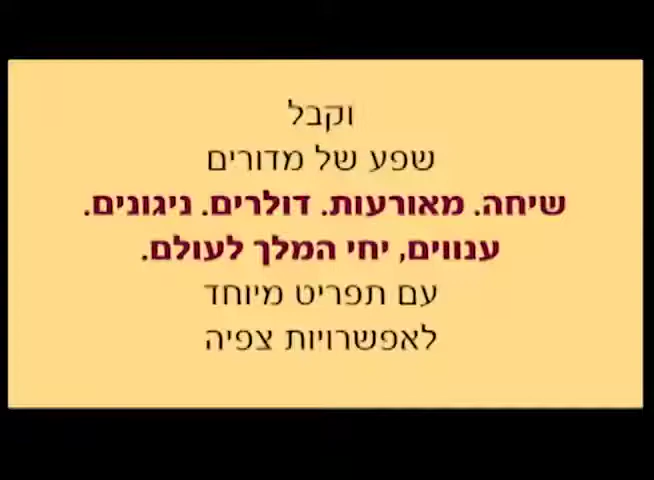 וקבל
שפע של מדורים
שיחה. מאורעות. דולרים. ניגונים.
ענווים, יחי המלך לעולם.
עם תפריט מיוחד
לאפשרויות צפיה